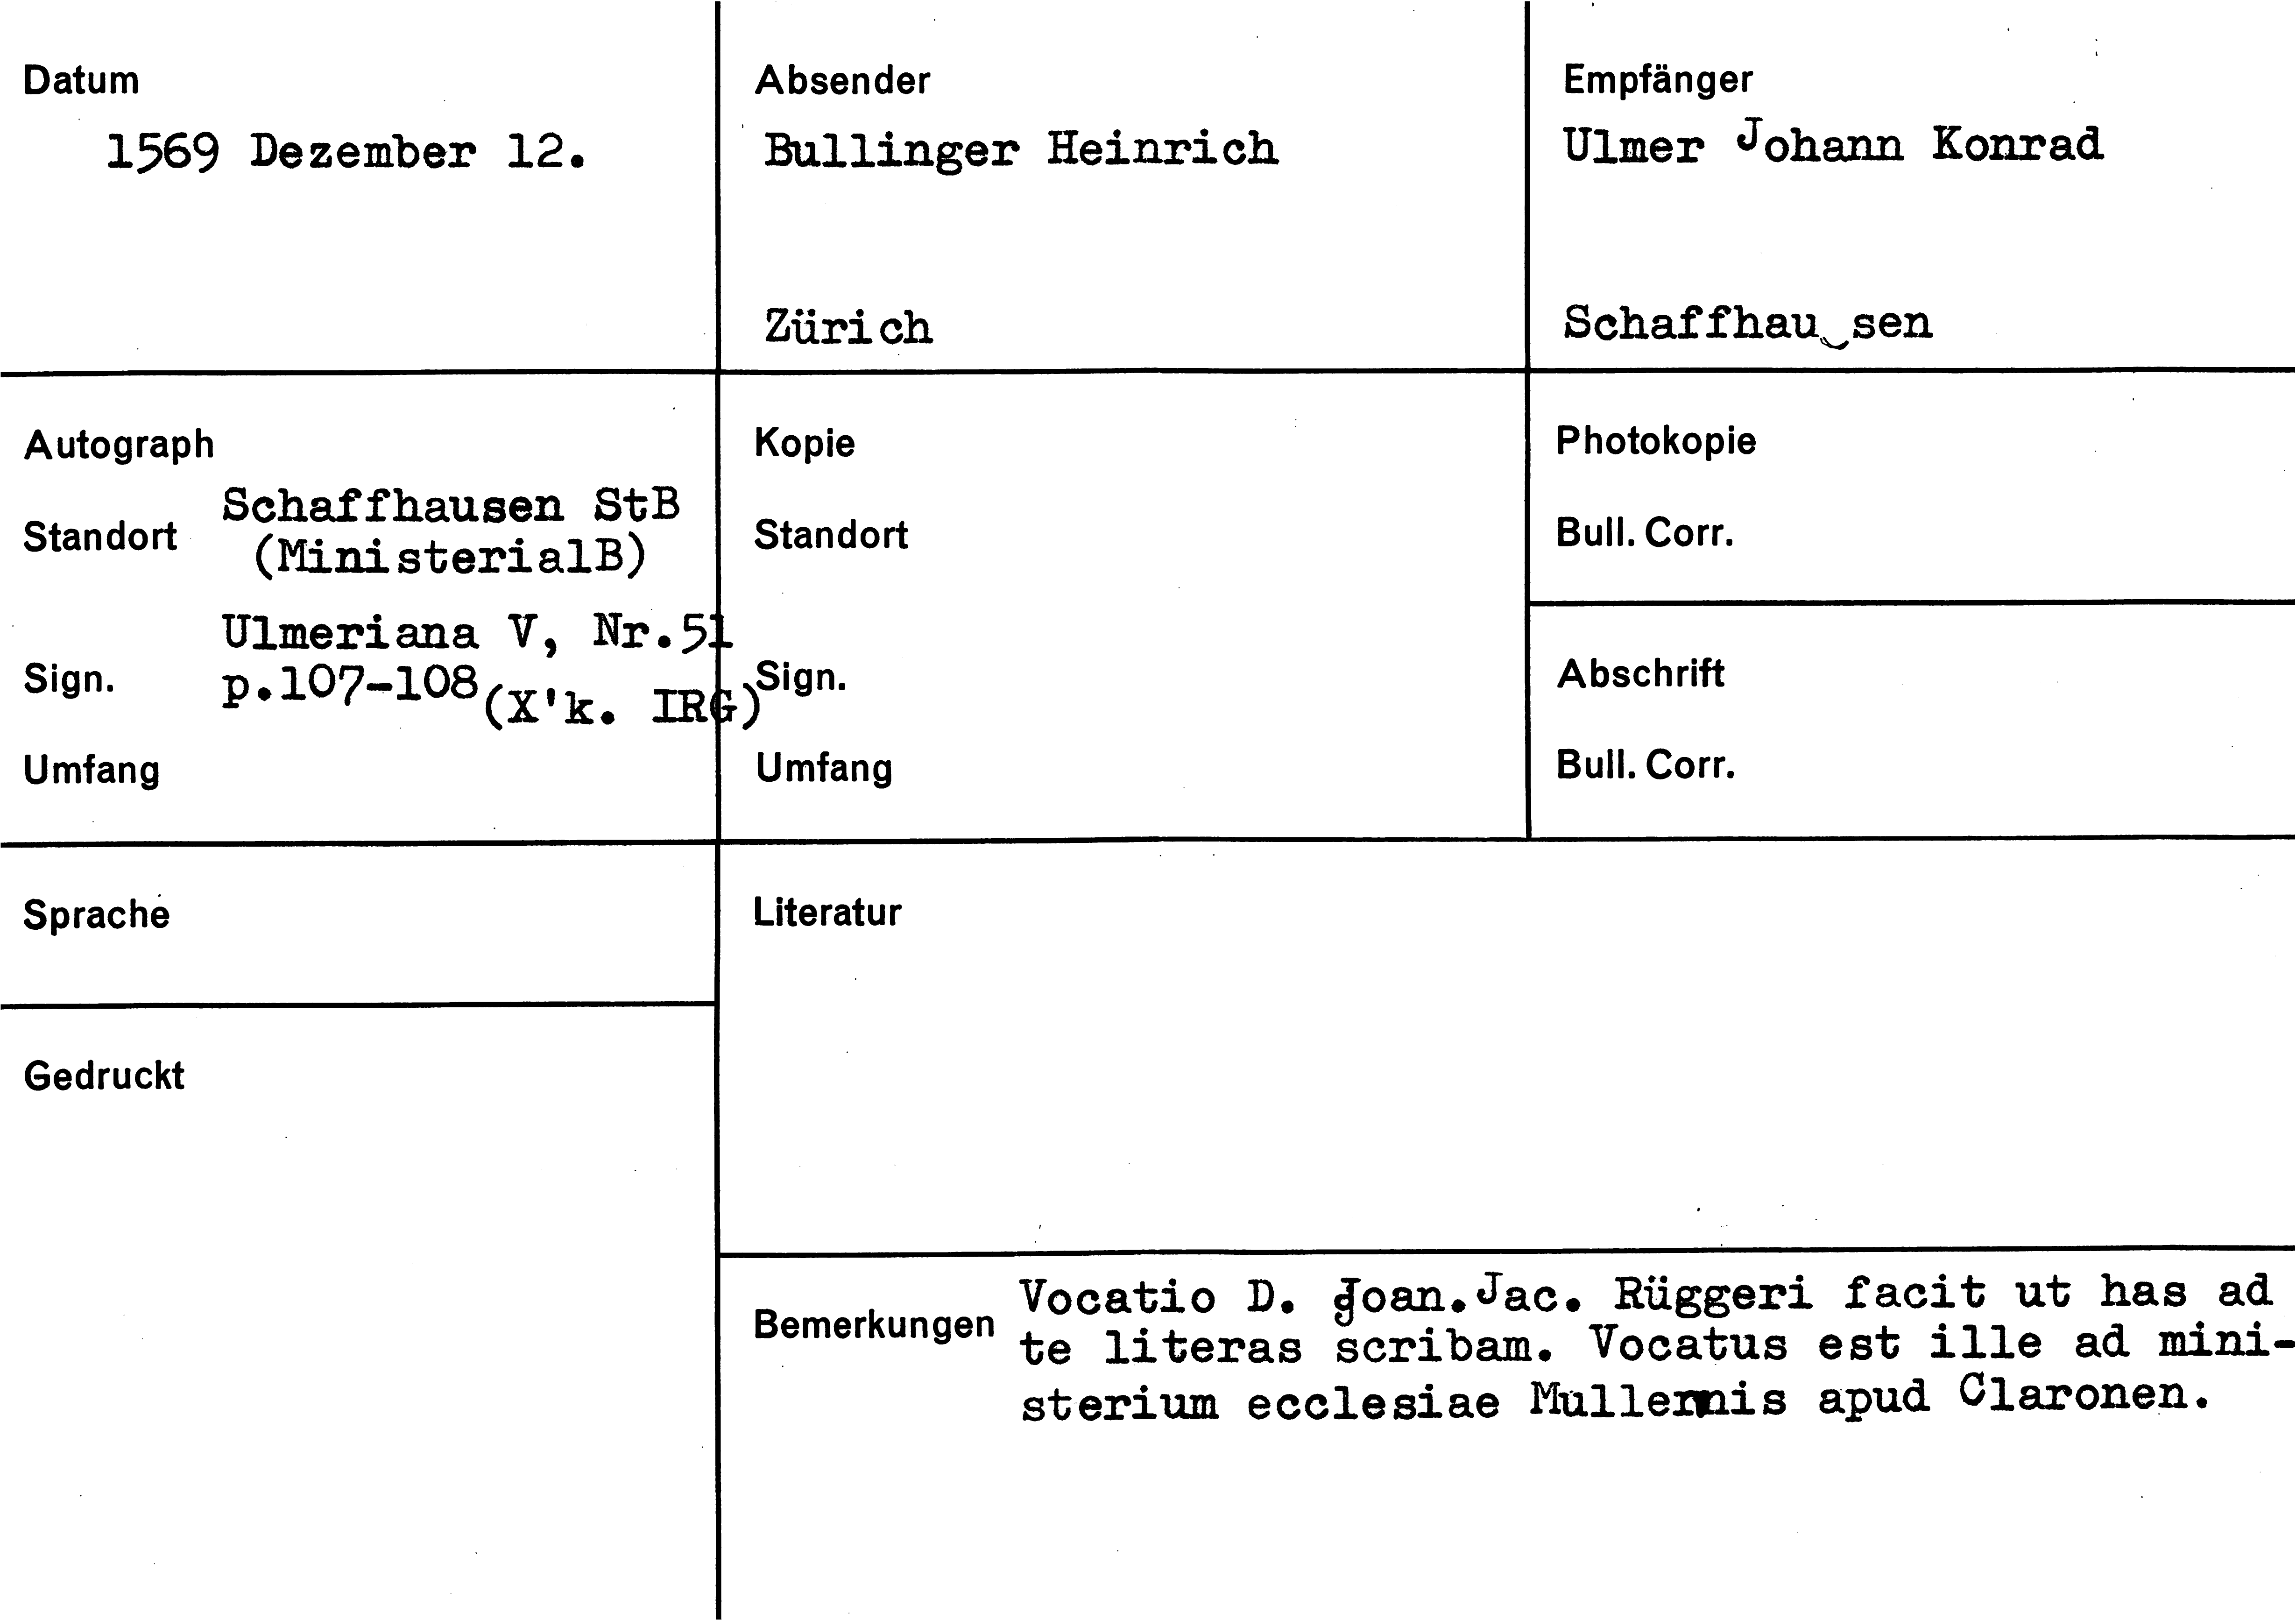 Datum
1569 Dezember 12.
Absender
Bullinger Heinrich
Zürich
Empfänger
Ulmer Johann Konrad
Schaffhausen
Autograph
Standort Schaffhausen StB
(MinisterialB)
Ulmeriana V, Nr.51
Sign. p.107-108 (X'k. IRG)
Umfang
Kopie
Standort
Sign.
Umfang
Photokopie
Bull. Corr.
Abschrift
Bull. Corr.
Sprache
Literatur
Gedruckt
Bemerkungen Vocatio D. Joan.Jac. Rüggeri facit ut has ad
te literas scribam. Vocatus est ille ad mini-
sterium ecclesiae apud Claronen.